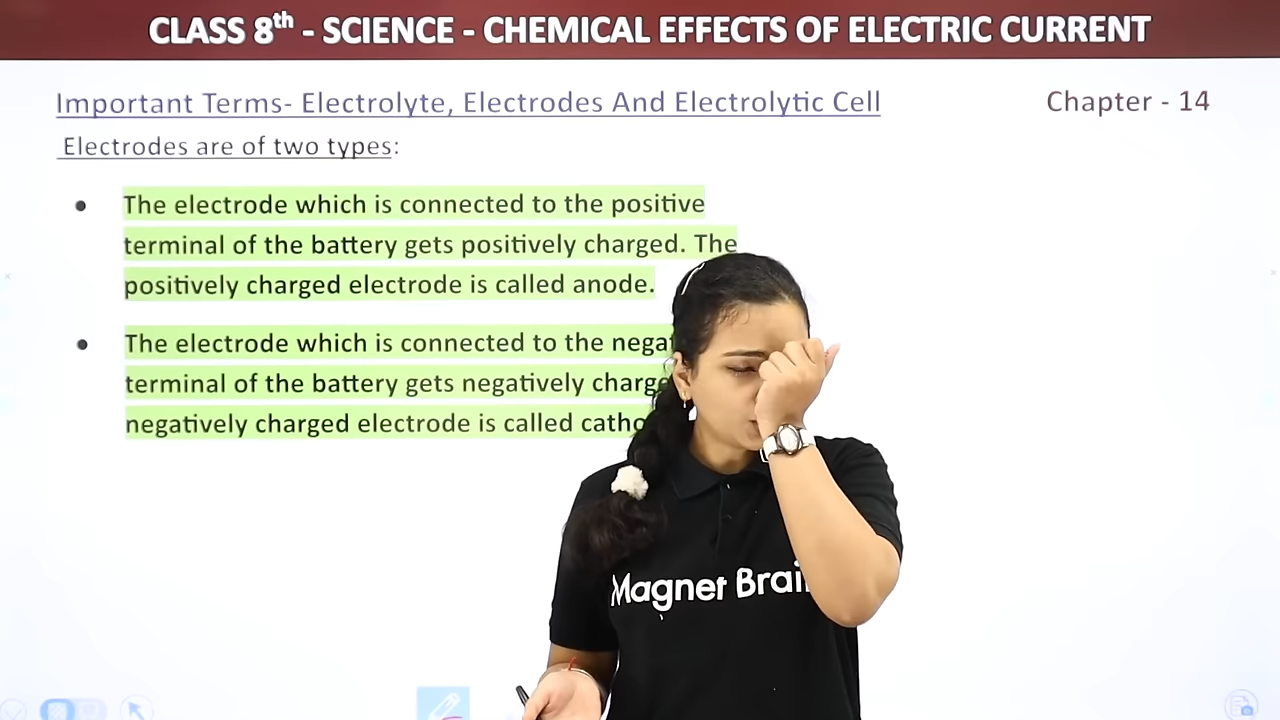 CLASS 8th - SCIENCE - CHEMICAL EFFECTS OF ELECTRIC CURRENT
Important Terms- Electrolyte, Electrodes And Electrolytic Cell
Chapter - 14
Electrodes are of two types:
• The electrode which is connected to the positive
terminal of the battery gets positively charged. The
positively charged electrode is called anode.
• The electrode which is connected to the
terminal of the battery gets negatively
negatively charged electrode is called
Magnet